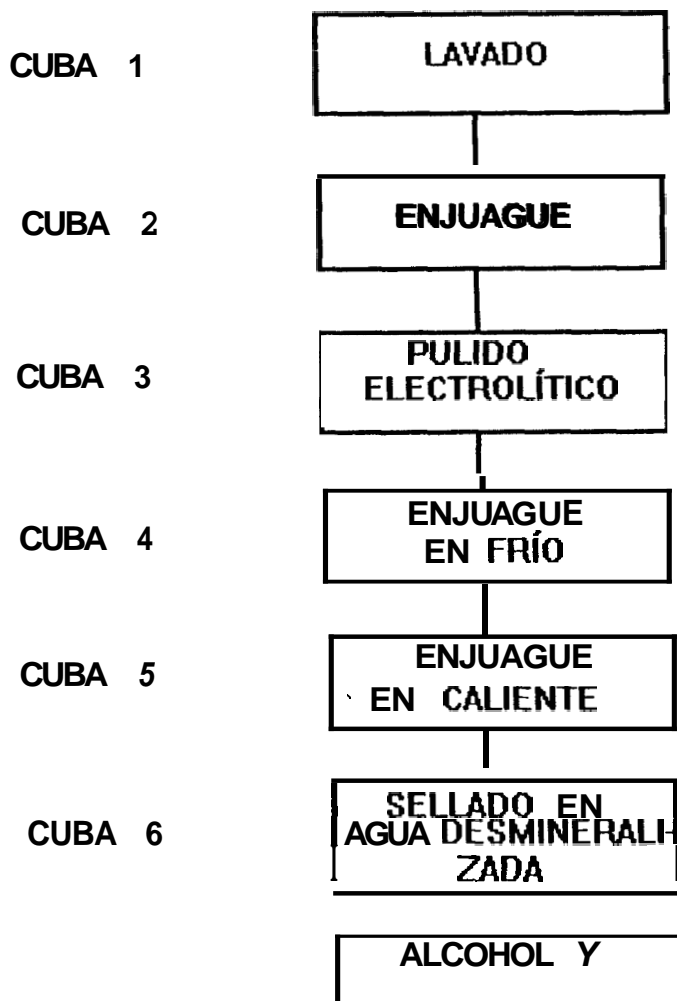 CUBA 1
LAVADO
CUBA 2
ENJUAGUE
CUBA 3
PULIDO
ELECTROLÍTICO
CUBA 4
ENJUAGUE
EN FRÍO
CUBA 5
ENJUAGUE
EN CALIENTE
CUBA 6
SELLADO EN
AGUA DESMINERALI-
ZADA
ALCOHOL Y